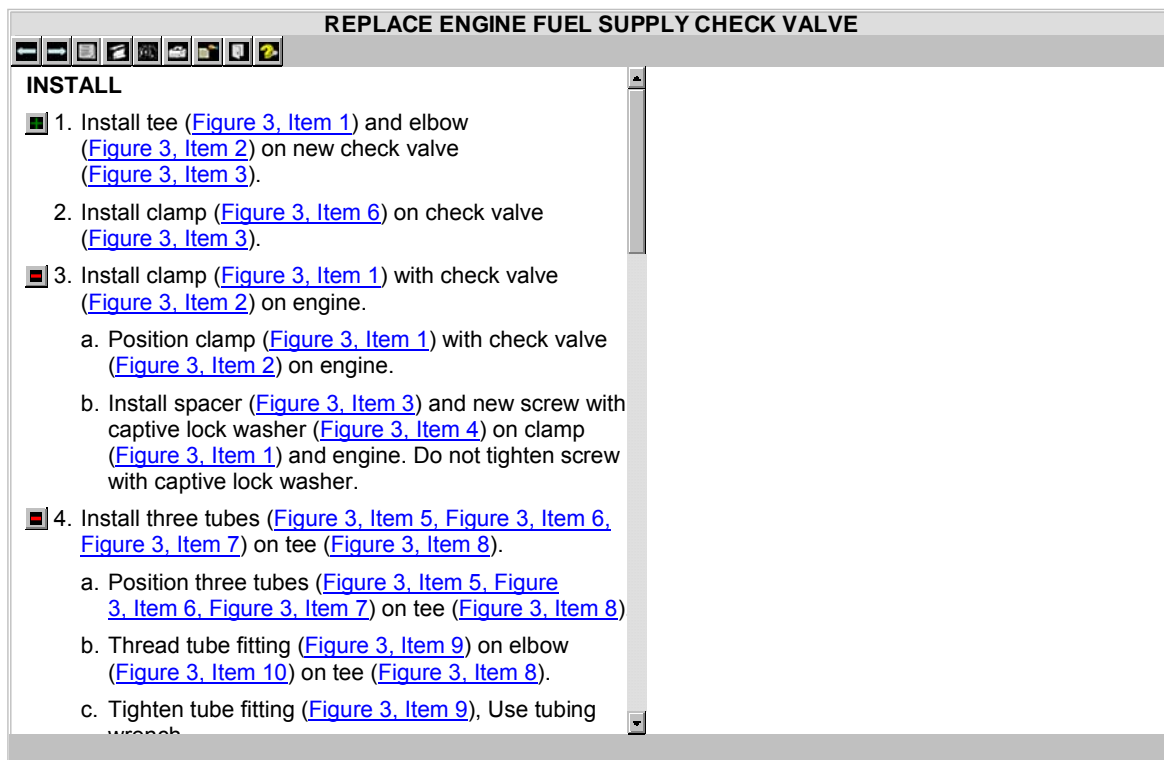 REPLACE ENGINE FUEL SUPPLY CHECK VALVE
INSTALL
1. Install tee (Figure 3, Item 1) and elbow
(Figure 3, Item 2) on new check valve
(Figure 3, Item 3).
2. Install clamp (Figure 3, Item 6) on check valve
(Figure 3, Item 3).
3. Install clamp (Figure 3, Item 1) with check valve
(Figure 3, Item 2) on engine.
a. Position clamp (Figure 3, Item 1) with check valve
(Figure 3, Item 2) on engine.
b. Install spacer (Figure 3, Item 3) and new screw with
captive lock washer (Figure 3, Item 4) on clamp
(Figure 3, Item 1) and engine. Do not tighten screw
with captive lock washer.
4. Install three tubes (Figure 3, Item 5, Figure 3, Item 6,
Figure 3, Item 7) on tee (Figure 3, Item 8).
a. Position three tubes (Figure 3, Item 5, Figure
3, Item 6, Figure 3, Item 7) on tee (Figure 3, Item 8)
b. Thread tube fitting (Figure 3, Item 9) on elbow
(Figure 3, Item 10) on tee (Figure 3, Item 8).
c. Tighten tube fitting (Figure 3, Item 9), Use tubing
wrench